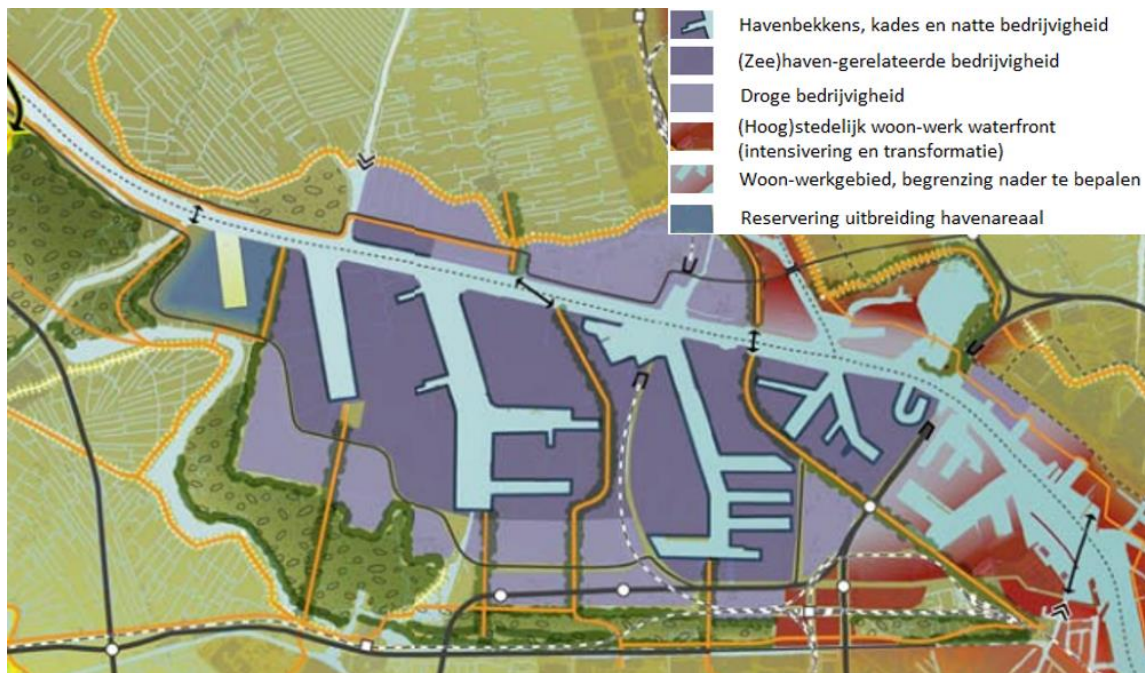 Havenbekkens, kades en natte bedrijvigheid
(Zee)haven-gerelateerde bedrijvigheid
Droge bedrijvigheid
(Hoog)stedelijk woon-werk waterfront
(intensivering en transformatie)
Woon-werkgebied, begrenzing nader te bepalen
Reservering uitbreiding havenareaal